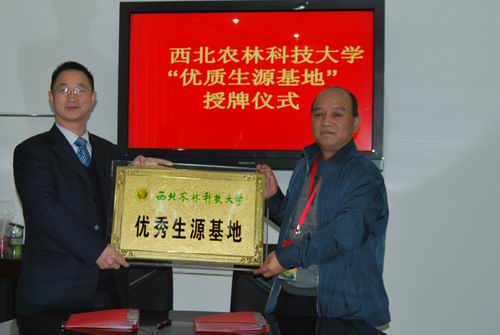 西北农林科技大学
“优质生源基地”
授牌仪式
西北农林科技大学
优秀生源基地